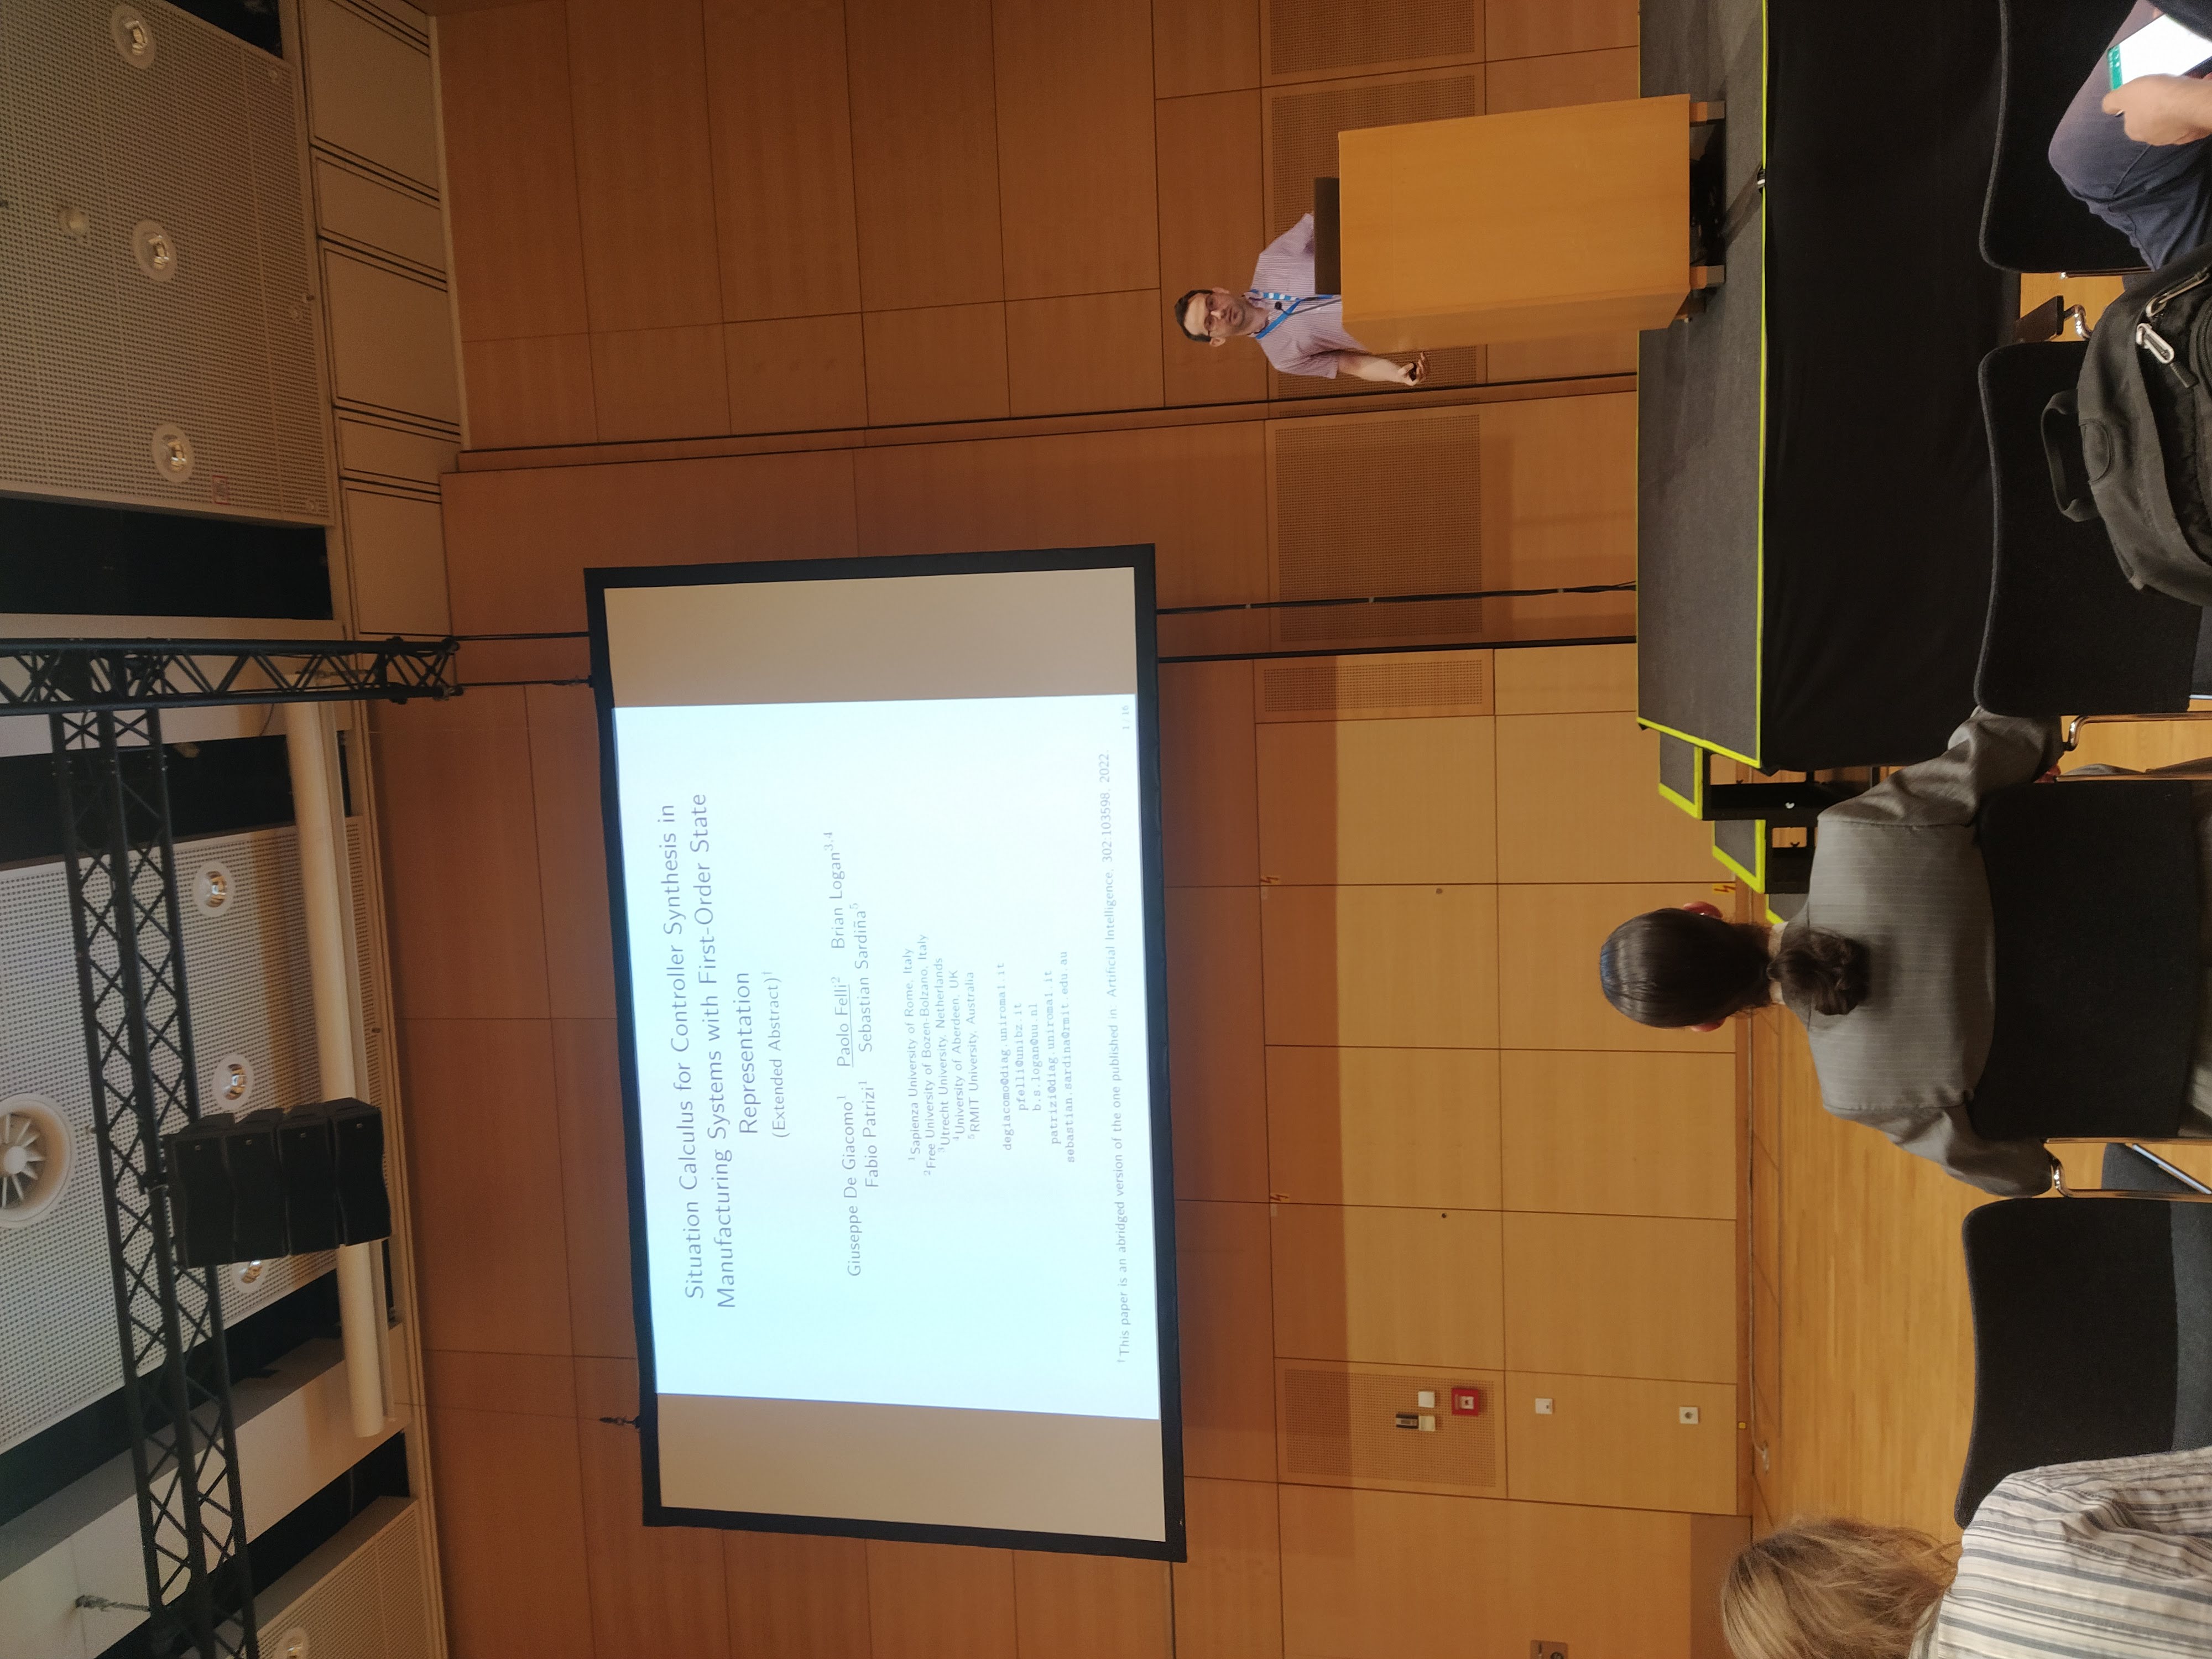 Situation Calculus for Controller Synthesis in
Manufacturing Systems with First-Order State
Representation
(Extended Abstract)†
Giuseppe De Giacomo¹ Paolo Felli² Brian Logan³,⁴
Fabio Patrizi¹ Sebastian Sardiña⁵
¹Sapienza University of Rome, Italy
²Free University of Bozen-Bolzano, Italy
³Utrecht University, Netherlands
⁴University of Aberdeen, UK
⁵RMIT University, Australia
degiacomo@diag.uniroma1.it
pfelli@unibz.it
b.s.logan@uu.nl
patrizi@diag.uniroma1.it
sebastian.sardina@rmit.edu.au
†This paper is an abridged version of the one published in: Artificial Intelligence, 302:103598, 2022.
1 / 16